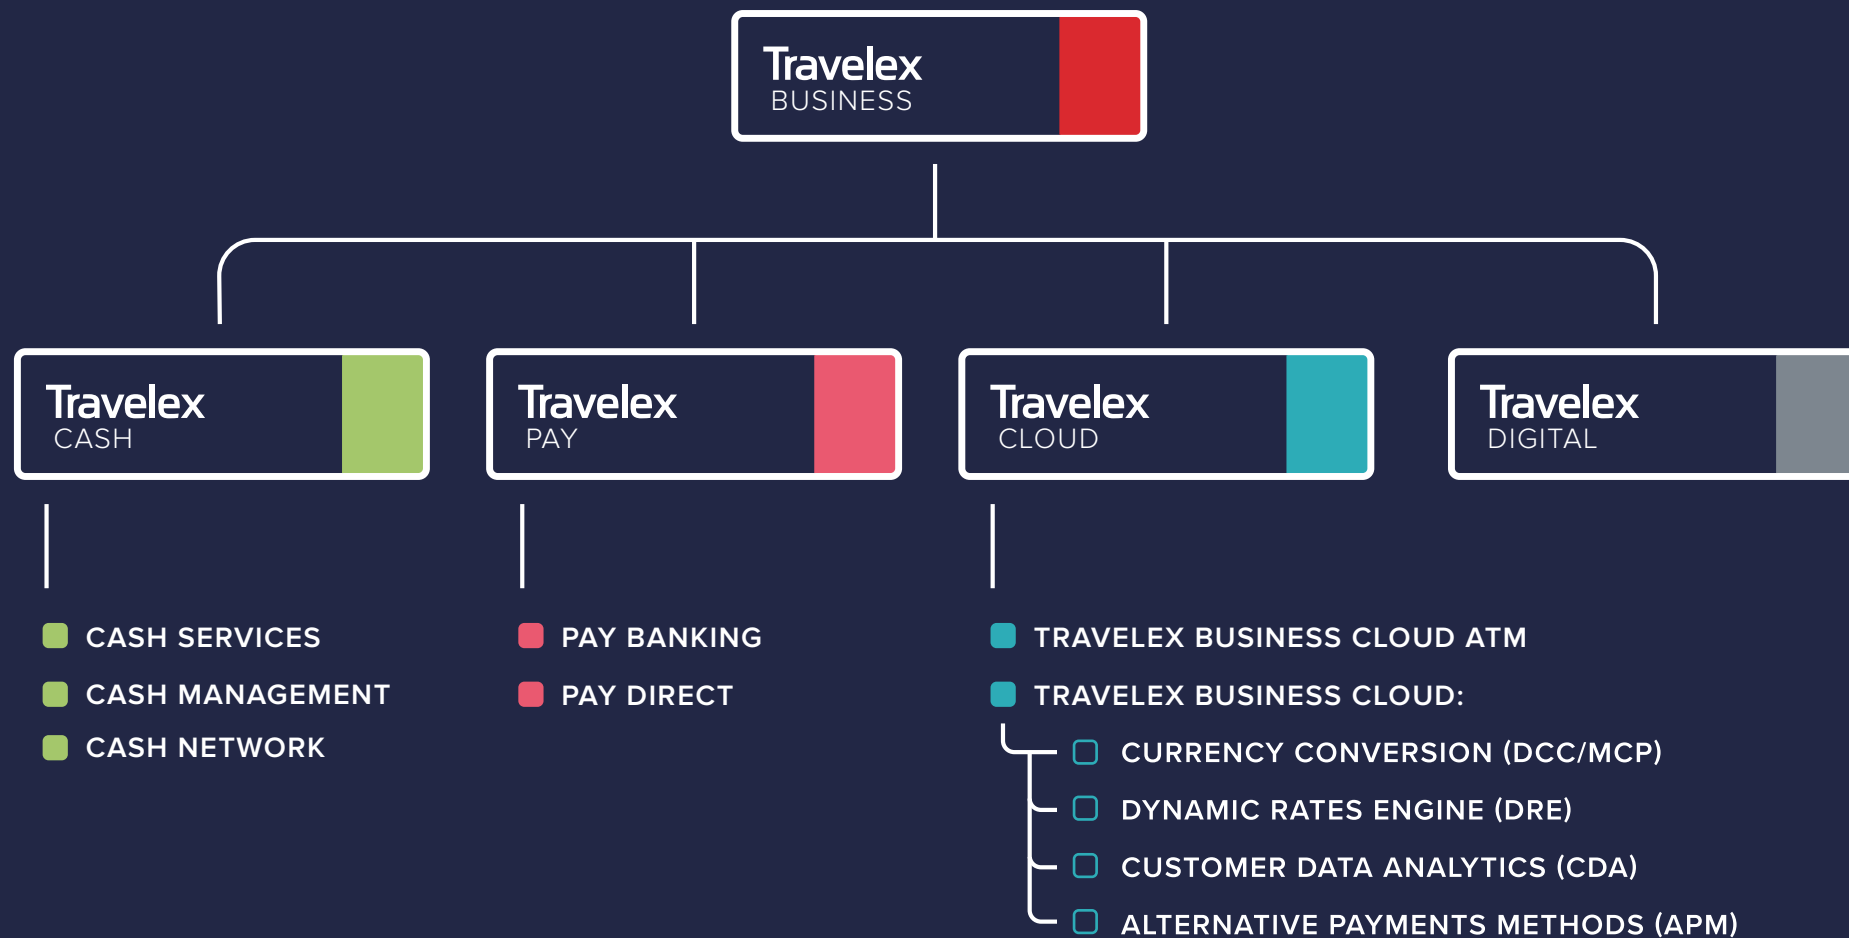 Travelex
BUSINESS
Travelex
CASH
Travelex
PAY
Travelex
CLOUD
Travelex
DIGITAL
CASH SERVICES
CASH MANAGEMENT
CASH NETWORK
PAY BANKING
PAY DIRECT
TRAVELEX BUSINESS CLOUD ATM
TRAVELEX BUSINESS CLOUD:
CURRENCY CONVERSION (DCC/MCP)
DYNAMIC RATES ENGINE (DRE)
CUSTOMER DATA ANALYTICS (CDA)
ALTERNATIVE PAYMENTS METHODS (APM)